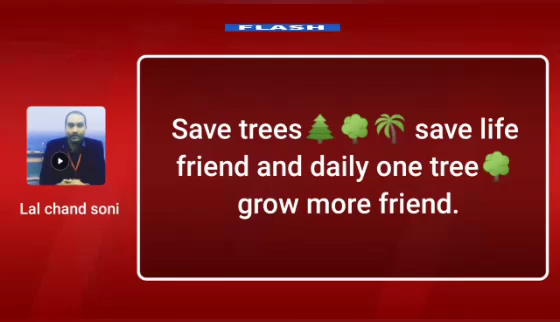 FLASH
Save trees🌲🌳🌴 save life
friend and daily one tree🌳
grow more friend.
Lal chand soni